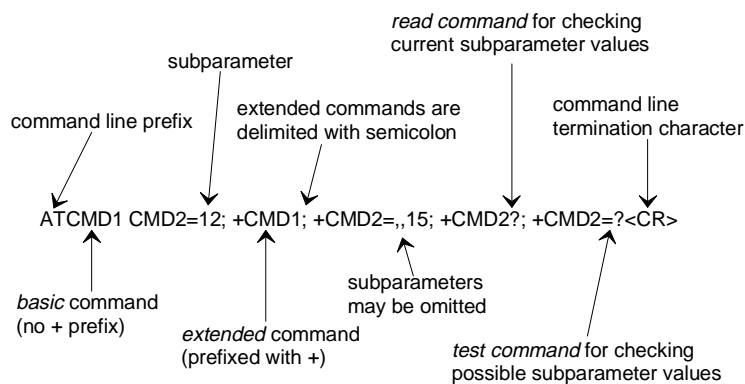 read command for checking
current subparameter values
subparameter
extended commands are
delimited with semicolon
command line
termination character
command line prefix
ATCMD1 CMD2=12; +CMD1; +CMD2=,,15; +CMD2?; +CMD2=?<CR>
subparameters
may be omitted
basic command
(no + prefix)
extended command
(prefixed with +)
test command for checking
possible subparameter values